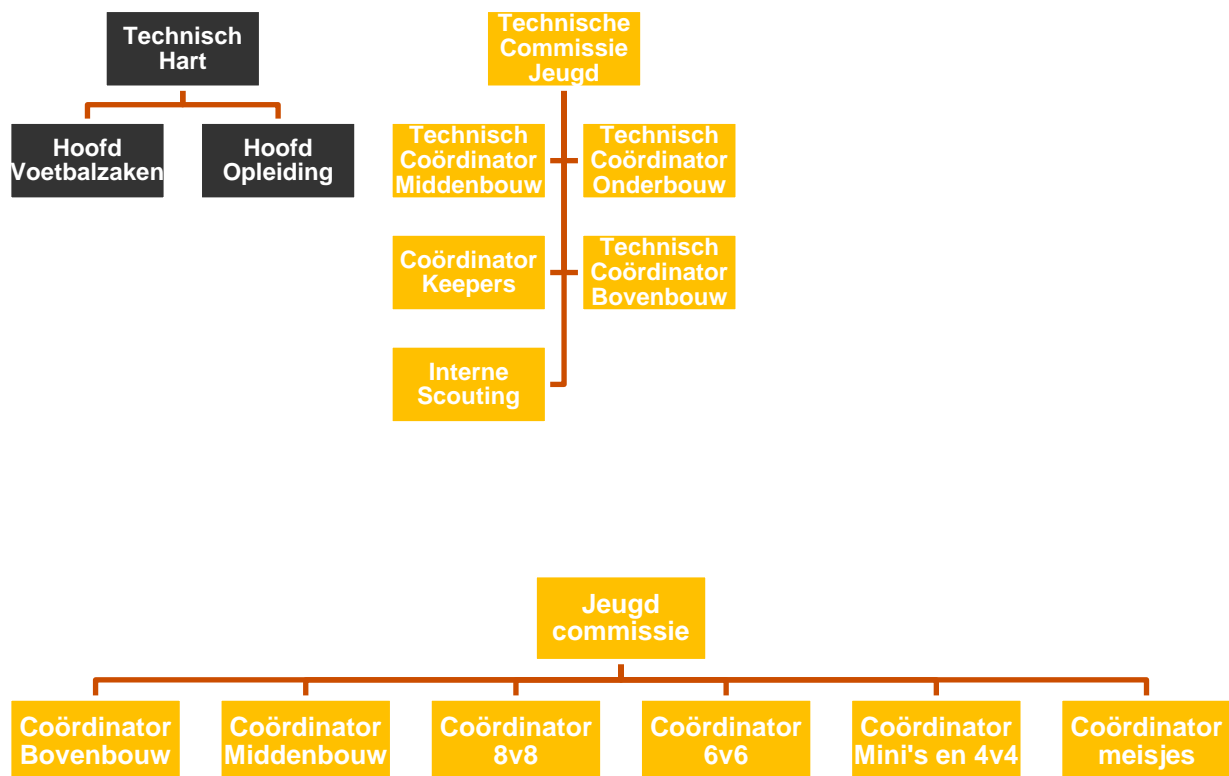 Technisch
Hart
Hoofd
Voetbalzaken
Hoofd
Opleiding
Technische
Commissie
Jeugd
Technisch
Coördinator
Middenbouw
Technisch
Coördinator
Onderbouw
Coördinator
Keepers
Technisch
Coördinator
Bovenbouw
Interne
Scouting
Jeugd
commissie
Coördinator
Bovenbouw
Coördinator
Middenbouw
Coördinator
8v8
Coördinator
6v6
Coördinator
Mini's en 4v4
Coördinator
meisjes